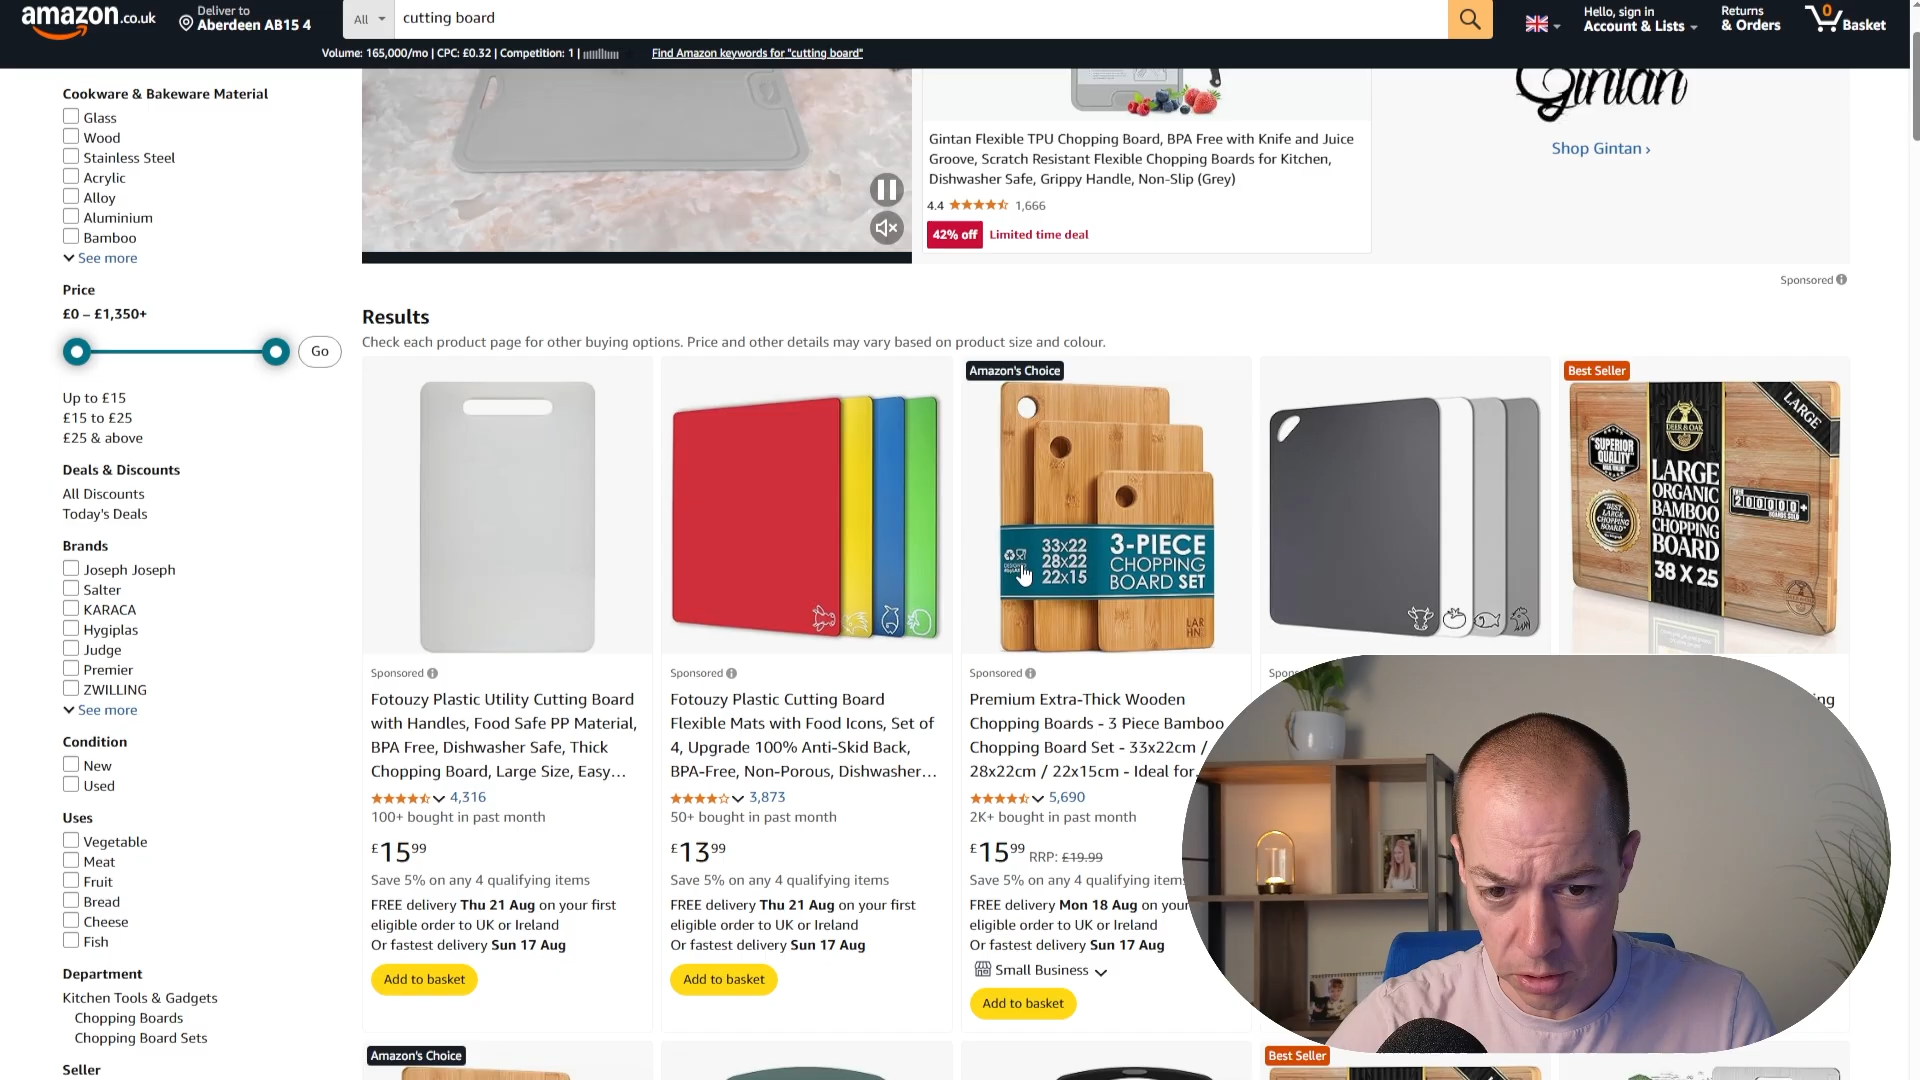 amazon.co.uk
Deliver to
Aberdeen AB15 4
All
cutting board
Hello, sign in
Account & Lists
Returns
& Orders
0
Basket
Volume: 165,000/mo | CPC: £0.32 | Competition: 1 |
Find Amazon keywords for "cutting board"
Cookware & Bakeware Material
Glass
Wood
Stainless Steel
Acrylic
Alloy
Aluminium
Bamboo
See more
Price
£0 – £1,350+
Go
Up to £15
£15 to £25
£25 & above
Deals & Discounts
All Discounts
Today's Deals
Brands
Joseph Joseph
Salter
KARACA
Hygiplas
Judge
Premier
ZWILLING
See more
Condition
New
Used
Uses
Vegetable
Meat
Fruit
Bread
Cheese
Fish
Department
Kitchen Tools & Gadgets
Chopping Boards
Chopping Board Sets
Seller
Gintan Flexible TPU Chopping Board, BPA Free with Knife and Juice
Groove, Scratch Resistant Flexible Chopping Boards for Kitchen,
Dishwasher Safe, Grippy Handle, Non-Slip (Grey)
4.4
1,666
42% off
Limited time deal
Gintan
Shop Gintan ›
Sponsored
Results
Check each product page for other buying options. Price and other details may vary based on product size and colour.
Sponsored
Fotouzy Plastic Utility Cutting Board
with Handles, Food Safe PP Material,
BPA Free, Dishwasher Safe, Thick
Chopping Board, Large Size, Easy…
4,316
100+ bought in past month
£15.99
Save 5% on any 4 qualifying items
FREE delivery Thu 21 Aug on your first
eligible order to UK or Ireland
Or fastest delivery Sun 17 Aug
Add to basket
Sponsored
Fotouzy Plastic Cutting Board
Flexible Mats with Food Icons, Set of
4, Upgrade 100% Anti-Skid Back,
BPA-Free, Non-Porous, Dishwasher…
3,873
50+ bought in past month
£13.99
Save 5% on any 4 qualifying items
FREE delivery Thu 21 Aug on your first
eligible order to UK or Ireland
Or fastest delivery Sun 17 Aug
Add to basket
Amazon's Choice
33x22
28x22
22x15
3-PIECE
CHOPPING
BOARD SET
LAR
HN
Sponsored
Premium Extra-Thick Wooden
Chopping Boards - 3 Piece Bamboo
Chopping Board Set - 33x22cm /
28x22cm / 22x15cm - Ideal for
5,690
2K+ bought in past month
£15.99 RRP: £19.99
Save 5% on any 4 qualifying items
FREE delivery Mon 18 Aug on your
eligible order to UK or Ireland
Or fastest delivery Sun 17 Aug
Small Business
Add to basket
Best Seller
LARGE
DEER & OAK
SUPERIOR
QUALITY
"BEST
LARGE
CHOPPING
BOARD"
LARGE
ORGANIC
BAMBOO
CHOPPING
BOARD
38 X 25
200000+
Amazon's Choice
Best Seller